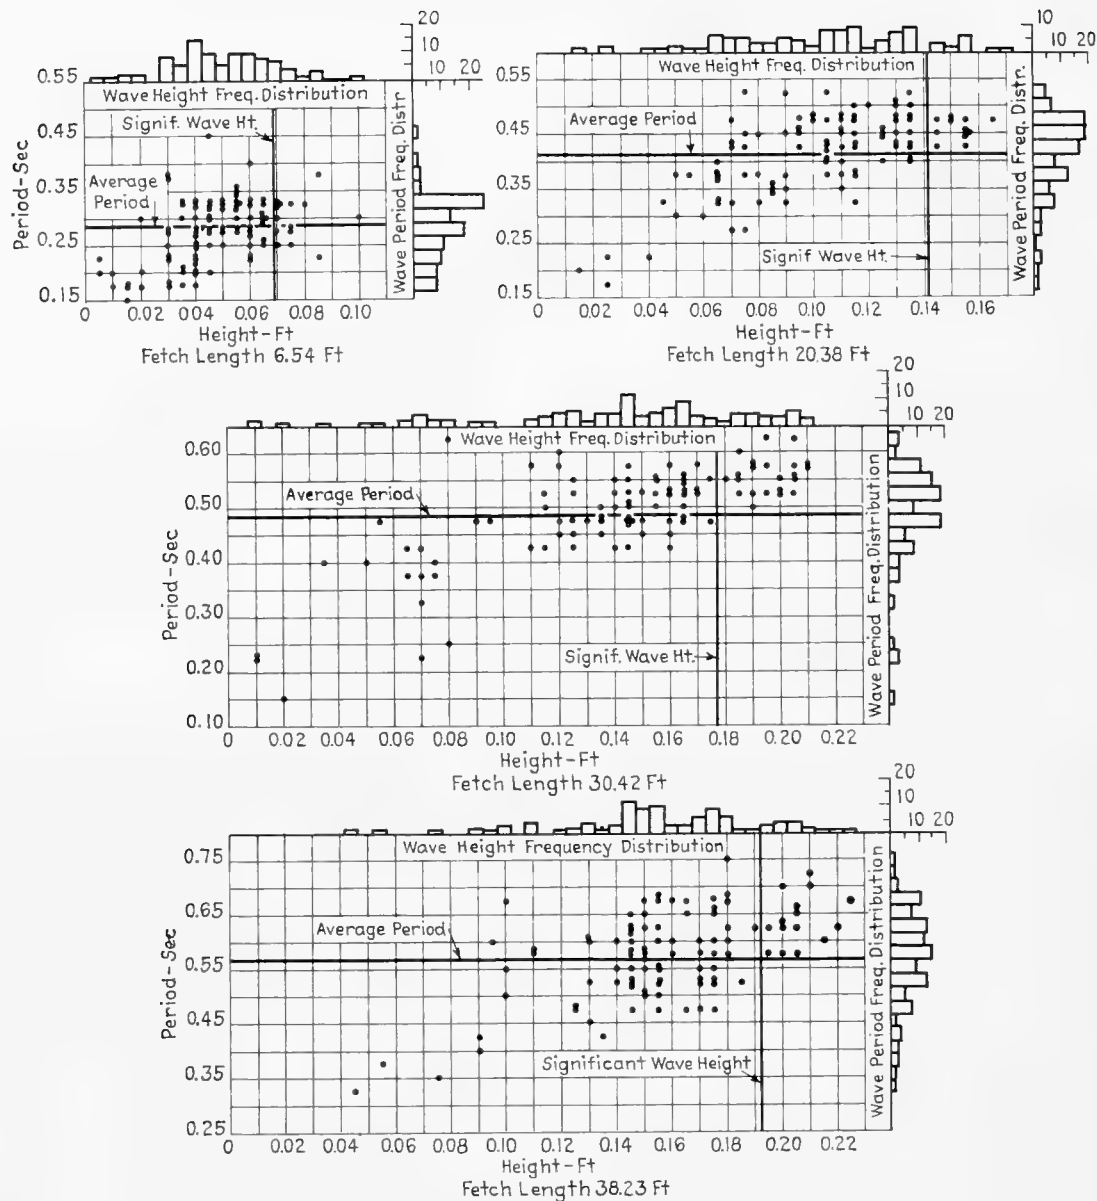 20
10
10 20
0.55
0.45
0.35
0.25
0.15
Period-Sec
Wave Height Freq. Distribution
Signif. Wave Ht.
Average
Period
Wave Period Freq. Distr.
0 0.02 0.04 0.06 0.08 0.10
Height-Ft
Fetch Length 6.54 Ft
10
10 20
0.55
0.45
0.35
0.25
0.15
Wave Height Freq. Distribution
Average Period
Signif Wave Ht.
Wave Period Freq. Distr.
0 0.02 0.04 0.06 0.08 0.10 0.12 0.14 0.16
Height-Ft
Fetch Length 20.38 Ft
20
10
10 20
0.60
0.50
0.40
0.30
0.20
0.10
Period-Sec
Wave Height Freq. Distribution
Average Period
Signif. Wave Ht.
Wave Period Freq. Distribution
0 0.02 0.04 0.06 0.08 0.10 0.12 0.14 0.16 0.18 0.20 0.22
Height-Ft
Fetch Length 30.42 Ft
20
10
10 20
0.75
0.65
0.55
0.45
0.35
0.25
Period-Sec
Wave Height Frequency Distribution
Average Period
Significant Wave Height
Wave Period Freq. Distribution
0 0.02 0.04 0.06 0.08 0.10 0.12 0.14 0.16 0.18 0.20 0.22
Height-Ft
Fetch Length 38.23 Ft